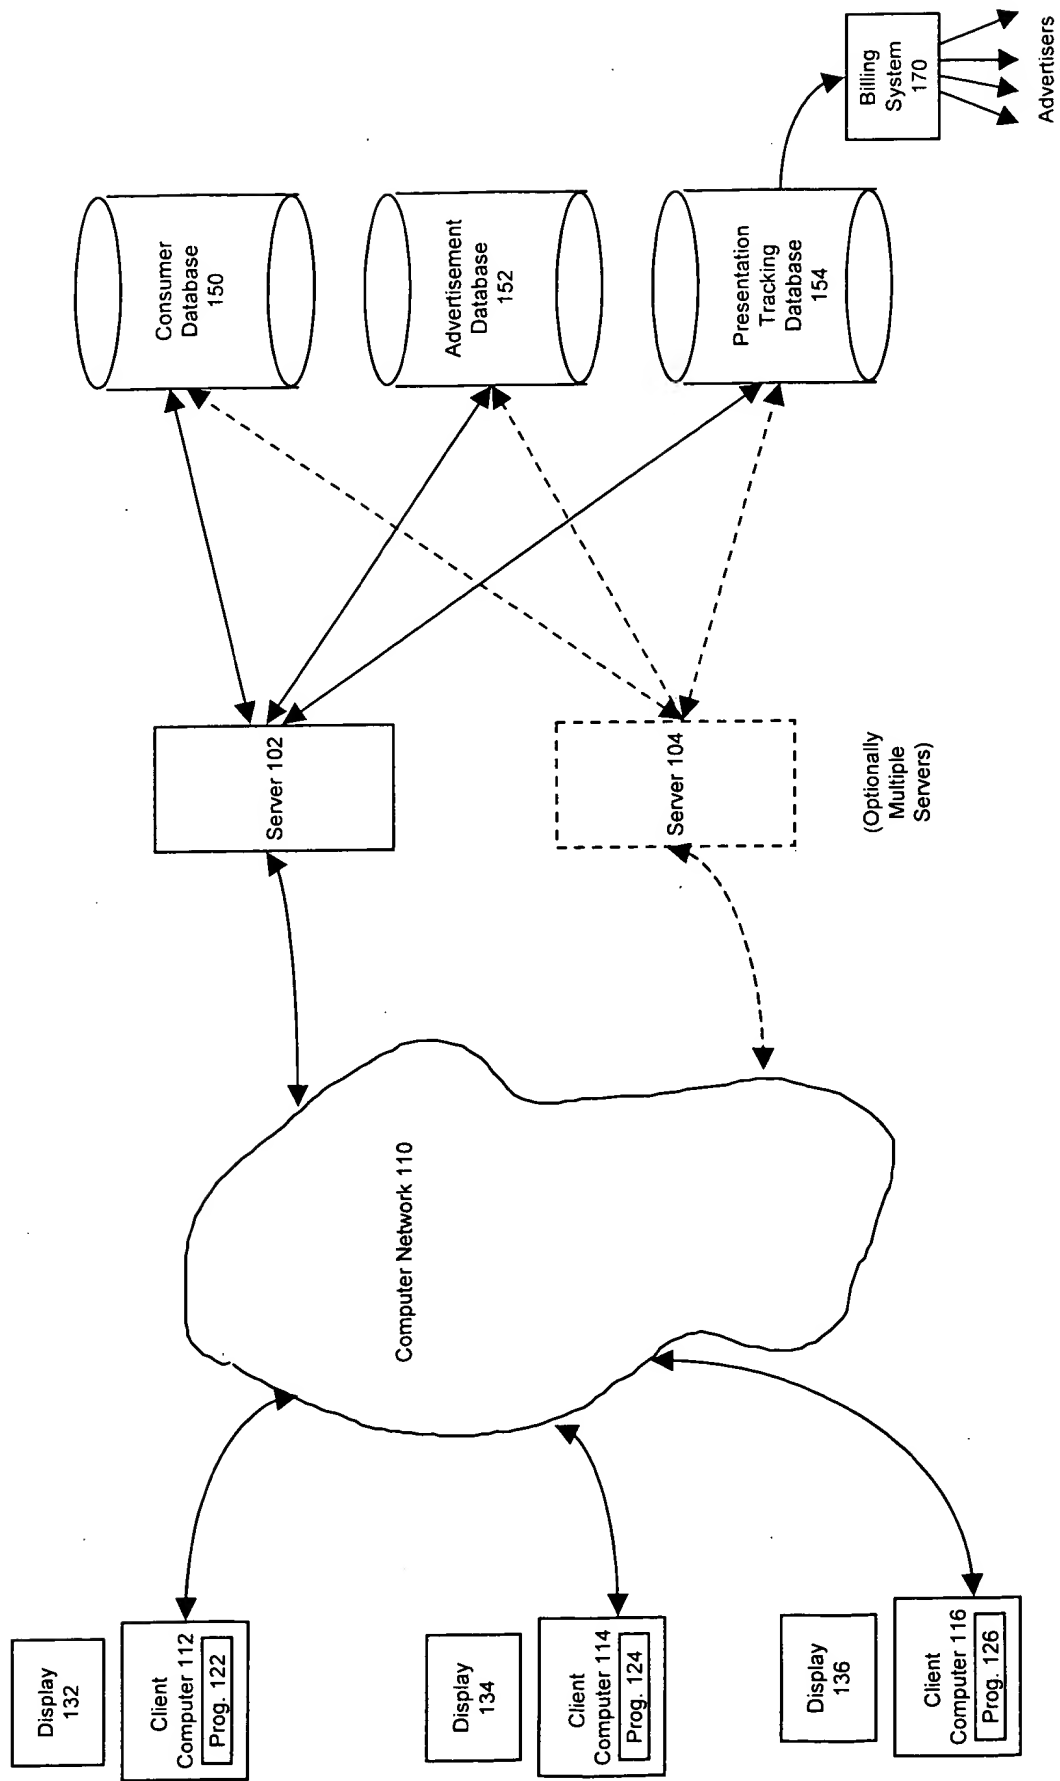 Display
132
Client
Computer 112
Prog. 122
Display
134
Client
Computer 114
Prog. 124
Display
136
Client
Computer 116
Prog. 126
Computer Network 110
Server 102
Server 104
(Optionally
Multiple
Servers)
Consumer
Database
150
Advertisement
Database
152
Presentation
Tracking
Database
154
Billing
System
170
Advertisers